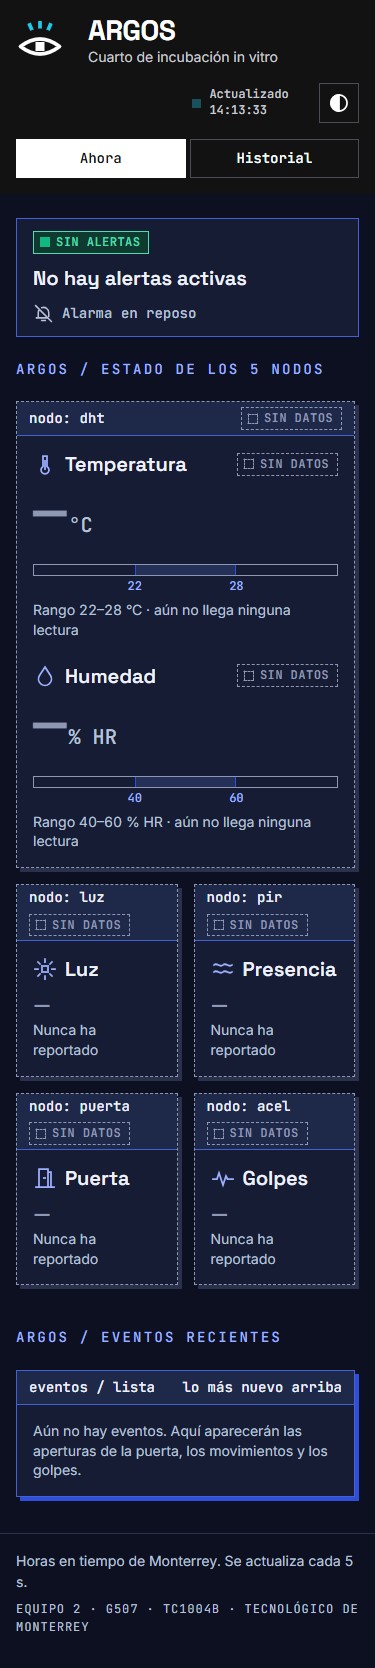 ARGOS
Cuarto de incubación in vitro
Actualizado
14:13:33
Ahora
Historial
SIN ALERTAS
No hay alertas activas
Alarma en reposo
ARGOS / ESTADO DE LOS 5 NODOS
nodo: dht
SIN DATOS
Temperatura
SIN DATOS
— °C
22 28
Rango 22–28 °C · aún no llega ninguna
lectura
Humedad
SIN DATOS
— % HR
40 60
Rango 40–60 % HR · aún no llega ninguna
lectura
nodo: luz
SIN DATOS
Luz
—
Nunca ha
reportado
nodo: pir
SIN DATOS
Presencia
—
Nunca ha
reportado
nodo: puerta
SIN DATOS
Puerta
—
Nunca ha
reportado
nodo: acel
SIN DATOS
Golpes
—
Nunca ha
reportado
ARGOS / EVENTOS RECIENTES
eventos / lista lo más nuevo arriba
Aún no hay eventos. Aquí aparecerán las
aperturas de la puerta, los movimientos y los
golpes.
Horas en tiempo de Monterrey. Se actualiza cada 5
s.
EQUIPO 2 · G507 · TC1004B · TECNOLÓGICO DE
MONTERREY